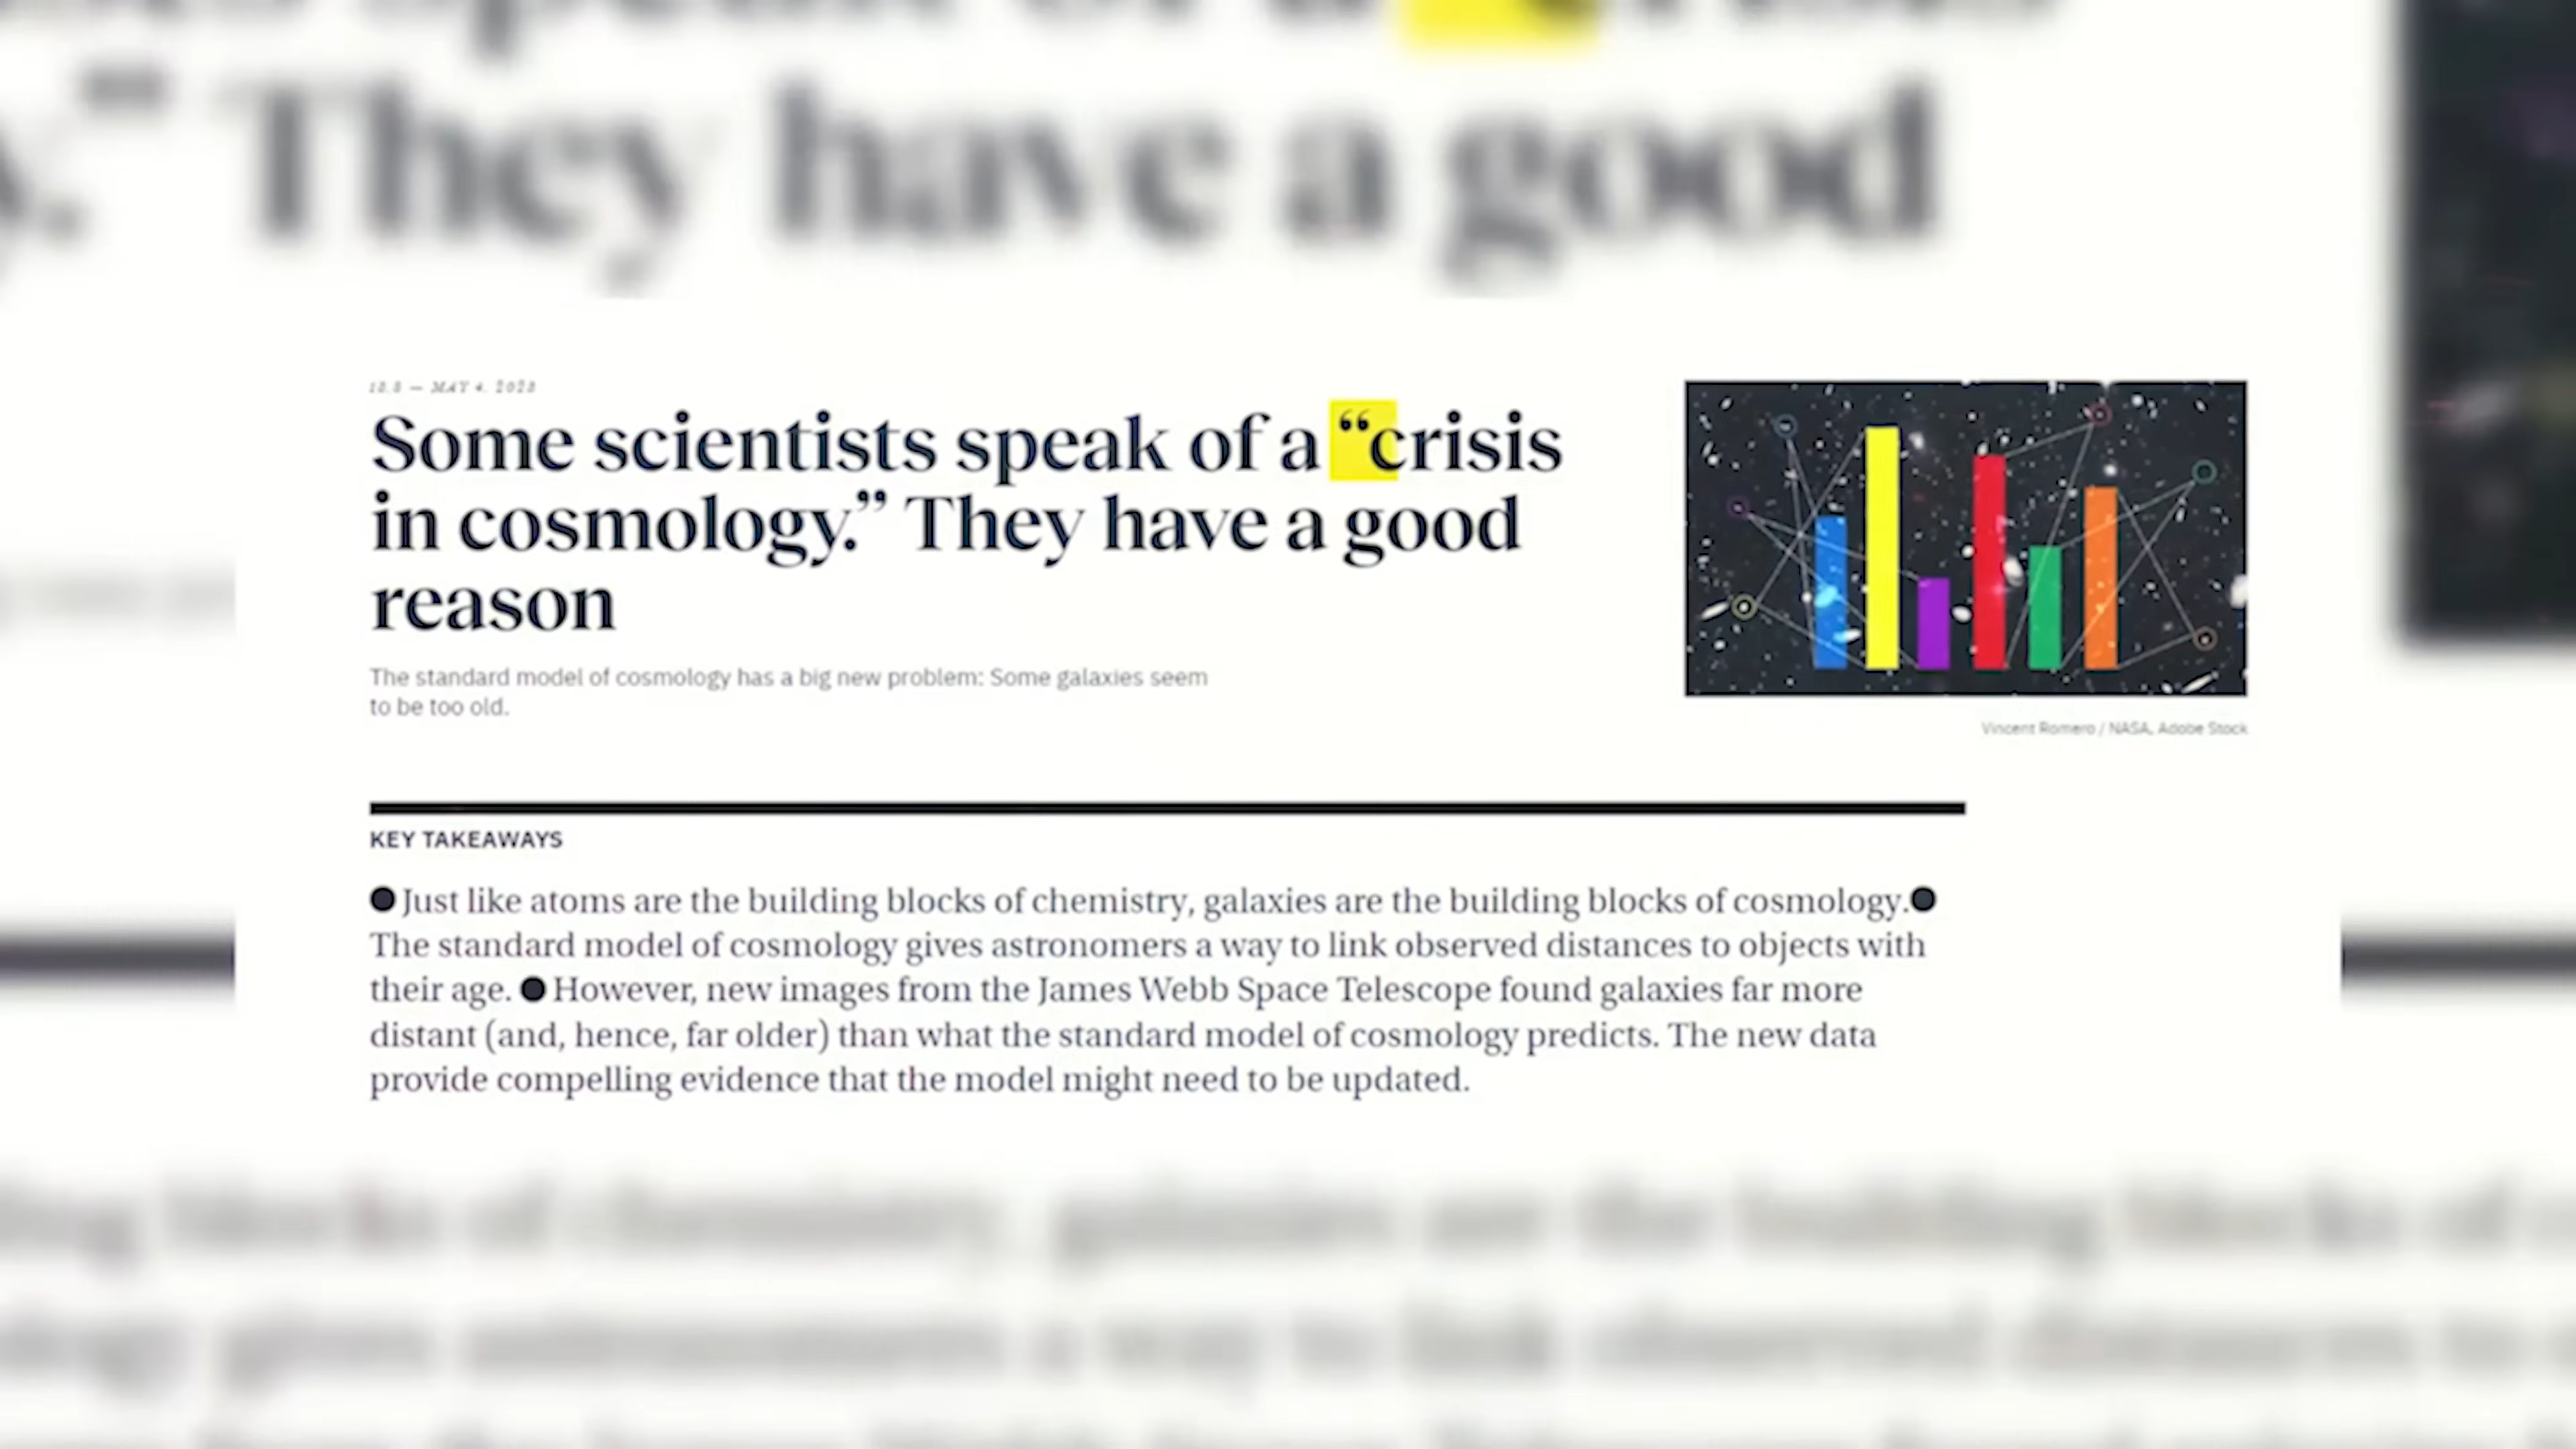 . They have a good
13.8 — MAY 4, 2023
Some scientists speak of a “crisis
in cosmology.” They have a good
reason
The standard model of cosmology has a big new problem: Some galaxies seem
to be too old.
Vincent Romero / NASA, Adobe Stock
KEY TAKEAWAYS
● Just like atoms are the building blocks of chemistry, galaxies are the building blocks of cosmology.●
The standard model of cosmology gives astronomers a way to link observed distances to objects with
their age. ● However, new images from the James Webb Space Telescope found galaxies far more
distant (and, hence, far older) than what the standard model of cosmology predicts. The new data
provide compelling evidence that the model might need to be updated.